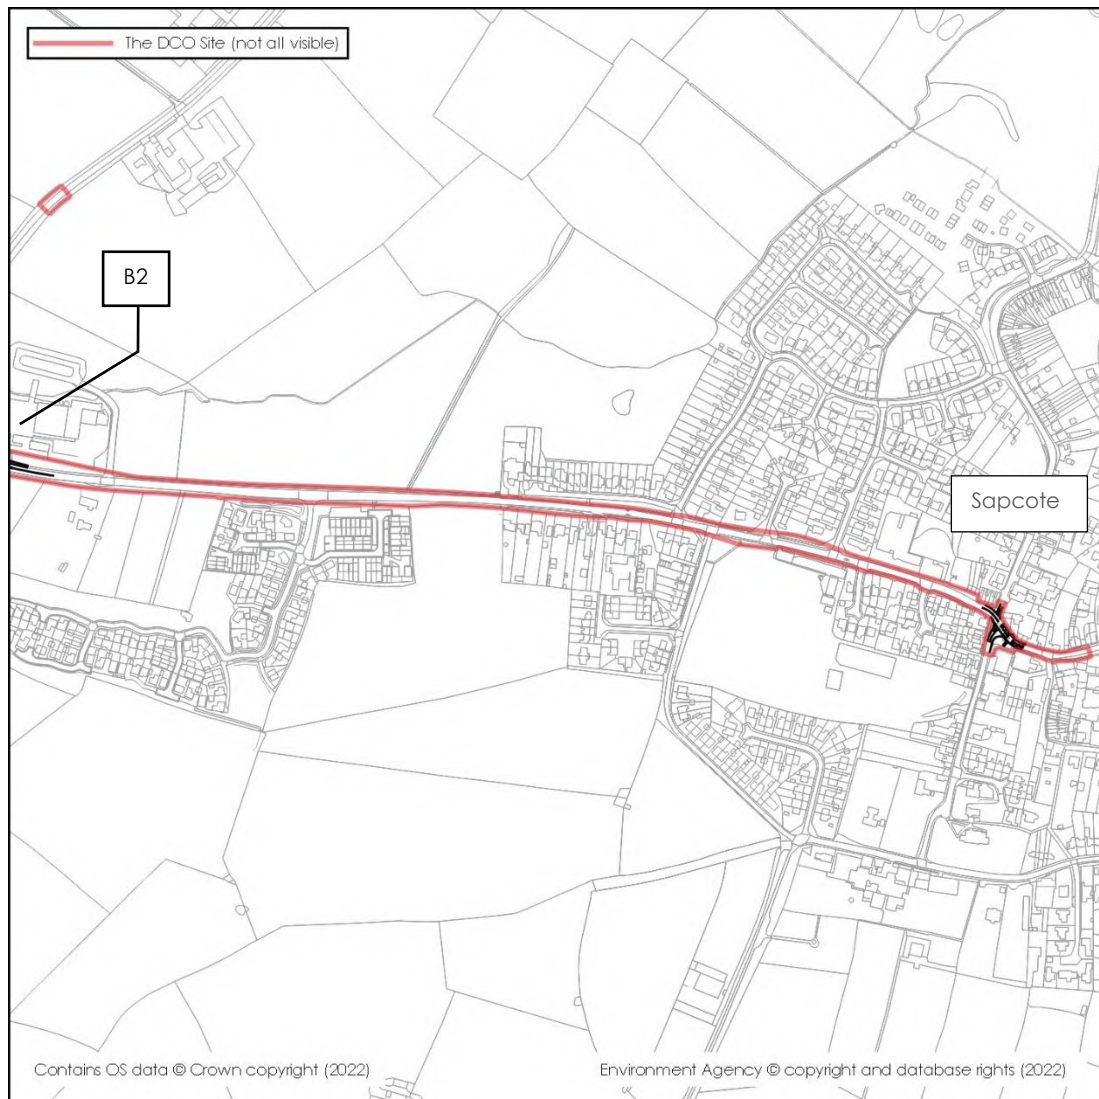 The DCO Site (not all visible)
B2
Sapcote
Contains OS data © Crown copyright (2022)
Environment Agency © copyright and database rights (2022)